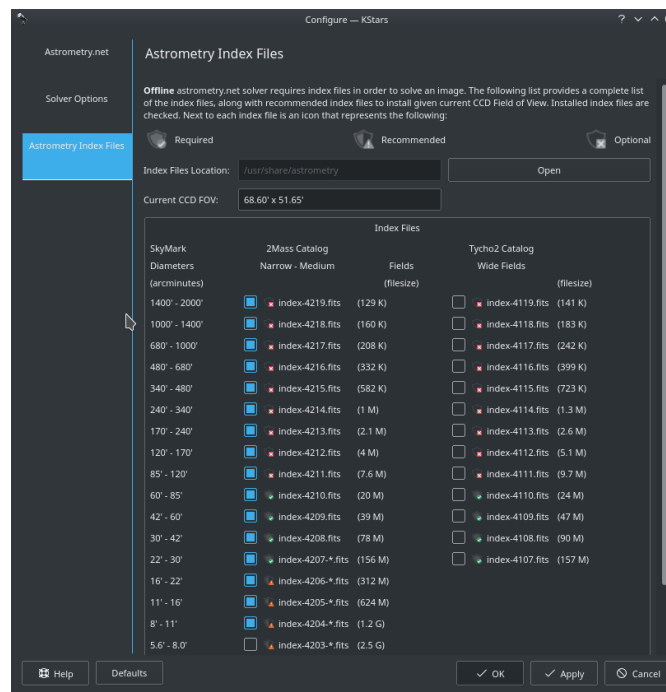 Configure — KStars
Astrometry.net
Solver Options
Astrometry Index Files
Astrometry Index Files
Offline astrometry.net solver requires index files in order to solve an image. The following list provides a complete list
of the index files, along with recommended index files to install given current CCD Field of View. Installed index files are
checked. Next to each index file is an icon that represents the following:
Required Recommended Optional
Index Files Location: /usr/share/astrometry Open
Current CCD FOV: 68.60' x 51.65'
Index Files
SkyMark 2Mass Catalog Tycho2 Catalog
Diameters Narrow - Medium Fields Wide Fields
(arcminutes) (filesize) (filesize)
1400' - 2000' index-4219.fits (129 K) index-4119.fits (141 K)
1000' - 1400' index-4218.fits (160 K) index-4118.fits (183 K)
680' - 1000' index-4217.fits (208 K) index-4117.fits (242 K)
480' - 680' index-4216.fits (332 K) index-4116.fits (399 K)
340' - 480' index-4215.fits (582 K) index-4115.fits (723 K)
240' - 340' index-4214.fits (1 M) index-4114.fits (1.3 M)
170' - 240' index-4213.fits (2.1 M) index-4113.fits (2.6 M)
120' - 170' index-4212.fits (4 M) index-4112.fits (5.1 M)
85' - 120' index-4211.fits (7.6 M) index-4111.fits (9.7 M)
60' - 85' index-4210.fits (20 M) index-4110.fits (24 M)
42' - 60' index-4209.fits (39 M) index-4109.fits (47 M)
30' - 42' index-4208.fits (78 M) index-4108.fits (90 M)
22' - 30' index-4207-*.fits (156 M) index-4107.fits (157 M)
16' - 22' index-4206-*.fits (312 M)
11' - 16' index-4205-*.fits (624 M)
8' - 11' index-4204-*.fits (1.2 G)
5.6' - 8.0' index-4203-*.fits (2.5 G)
Help Defaults OK Apply Cancel